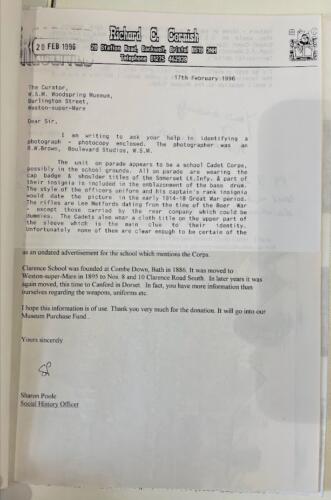 Richard C. Cornish
20 FEB 1996
20 Station Road, Backwell, Bristol BS19 3NH
Telephone 0275 462938
17th February 1996
The Curator,
W.S.M. Woodspring Museum,
Burlington Street,
Weston-super-Mare
Dear Sir,
I am writing to ask your help in identifying a
photograph - photocopy enclosed. The photographer was an
H.W.Brown, Boulevard Studios, W.S.M.
The unit on parade appears to be a school Cadet Corps,
possibly in the school grounds. All on parade are wearing the
cap badge & shoulder titles of the Somerset Lt.Infy. & part of
their insignia is included in the emblazonment of the bass drum.
The style of the officers uniform and his captain's rank insignia
would date the picture in the early 1914-18 Great War period.
The rifles are Lee Metfords dating from the time of the Boer War
- except those carried by the rear company which could be
dummies. The Cadets also wear a cloth title on the upper part of
the sleeve which is the main clue to their identity.
Unfortunately none of them are clear enough to be certain of the
as an undated advertisement for the school which mentions the Corps.
Clarence School was founded at Combe Down, Bath in 1886. It was moved to
Weston-super-Mare in 1895 to Nos. 8 and 10 Clarence Road South. In later years it was
again moved, this time to Canford in Dorset. In fact, you have more information than
ourselves regarding the weapons, uniforms etc.
I hope this information is of use. Thank you very much for the donation. It will go into our
Museum Purchase Fund .
Yours sincerely
Sharon Poole
Social History Officer